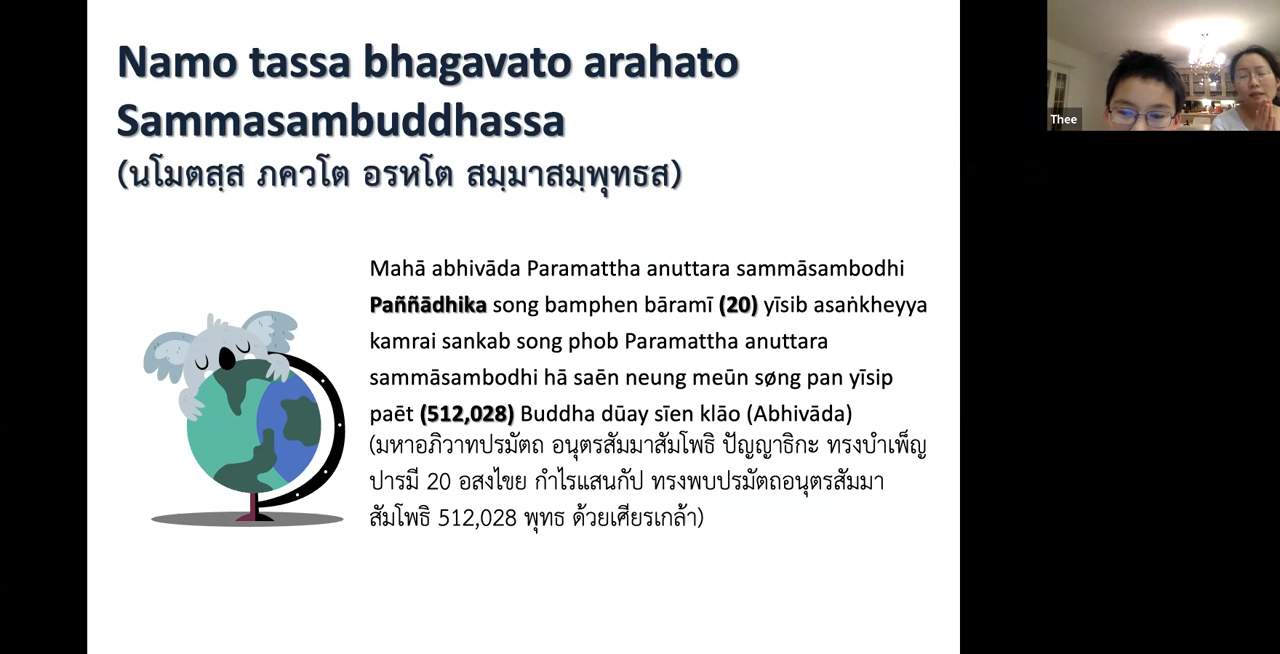 Namo tassa bhagavato arahato
Sammasambuddhassa
(นโมตสฺส ภควโต อรหโต สมฺมาสมฺพุทธส)
Mahā abhivāda Paramattha anuttara sammāsambodhi
Paññādhika song bamphen bāramī (20) yīsib asaṅkheyya
kamrai sankab song phob Paramattha anuttara
sammāsambodhi hā saēn neung meūn søng pan yīsip
paēt (512,028) Buddha dūay sīen klāo (Abhivāda)
(มหาอภิวาทปรมัตถ อนุตรสัมมาสัมโพธิ ปัญญาธิกะ ทรงบำเพ็ญ
ปารมี 20 อสงไขย กำไรแสนกัป ทรงพบปรมัตถอนุตรสัมมา
สัมโพธิ 512,028 พุทธ ด้วยเศียรเกล้า)
Thee